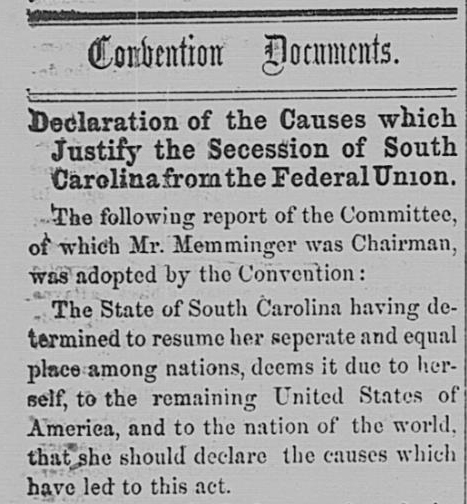 Convention Documents.
Declaration of the Causes which
Justify the Secession of South
Carolina from the Federal Union.
The following report of the Committee,
of which Mr. Memminger was Chairman,
was adopted by the Convention:
The State of South Carolina having de-
termined to resume her seperate and equal
place among nations, deems it due to her-
self, to the remaining United States of
America, and to the nation of the world,
that she should declare the causes which
have led to this act.